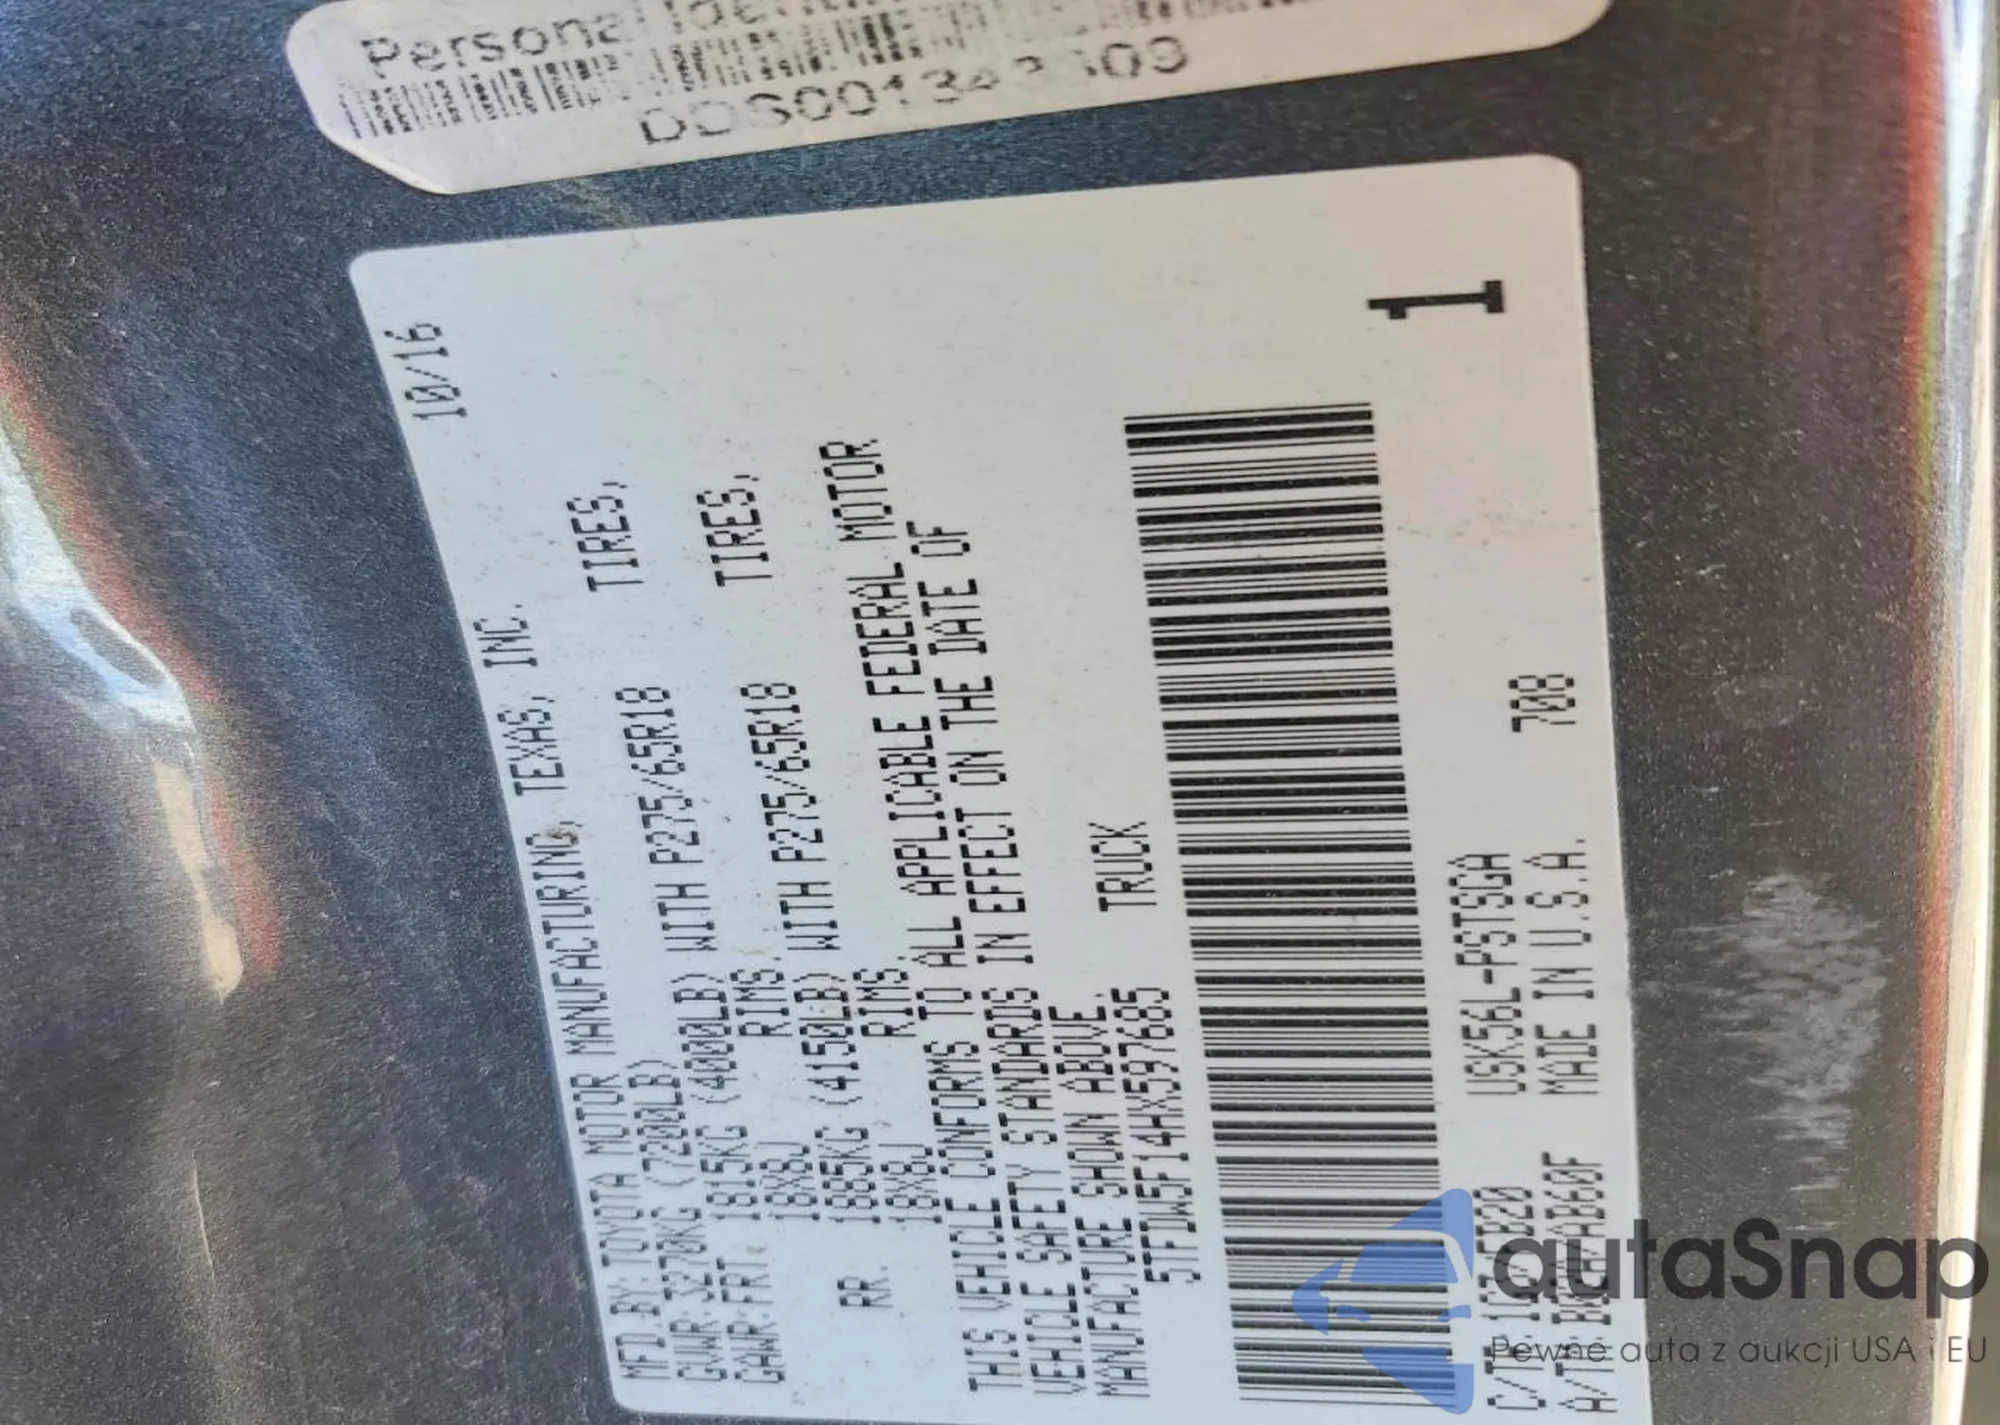 Personal
MFD.BY:TOYOTA MOTOR MANUFACTURING, TEXAS, INC. 10/16
GVWR:3270KG (7200LB)
GAWR:FRT. 1815KG (4000LB) WITH P275/65R18 TIRES,
18X8J RIMS,
RR. 1885KG (4150LB) WITH P275/65R18 TIRES,
18X8J RIMS.
THIS VEHICLE CONFORMS TO ALL APPLICABLE FEDERAL MOTOR
VEHICLE SAFETY STANDARDS IN EFFECT ON THE DATE OF
MANUFACTURE SHOWN ABOVE.
5TFDW5F14HX597685 TRUCK
1
C/TR: USK56L-PSTSGA 708
A/TR: MADE IN U.S.A.
autaSnap
Pewne auta z aukcji USA i EU